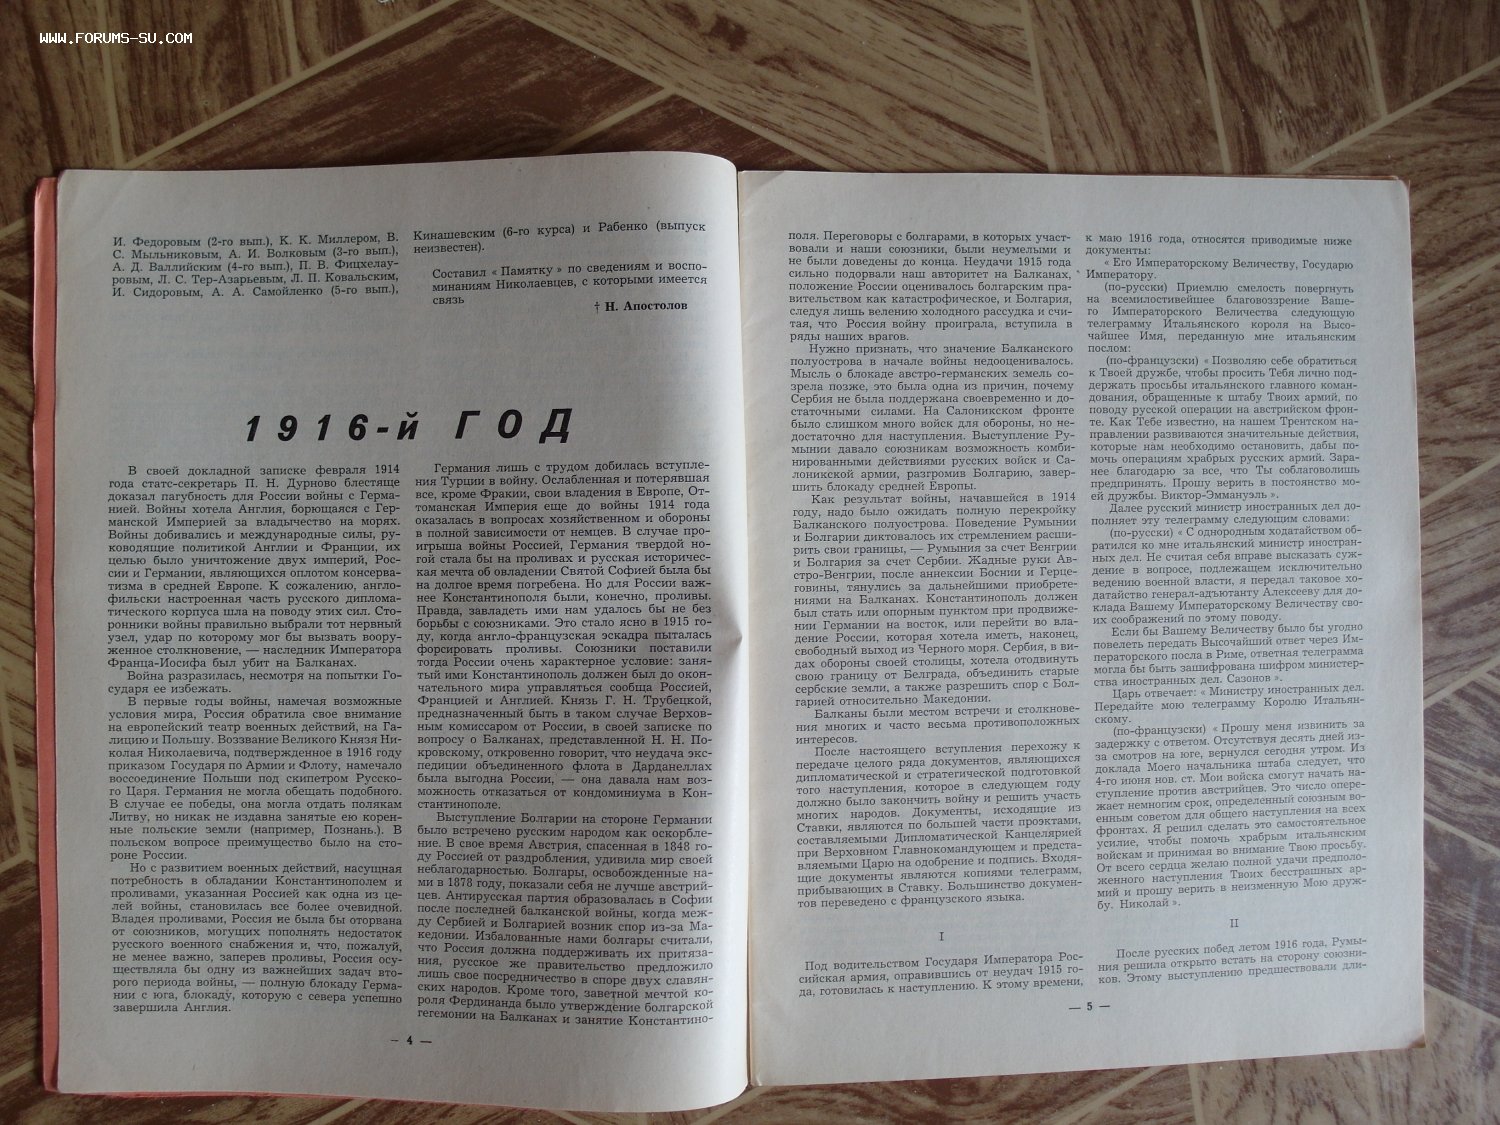 WWW.FORUMS-SU.COM
И. Федоровым (2-го вып.), К. К. Миллером, В.
С. Мыльниковым, А. И. Волковым (3-го вып.),
А. Д. Валлийским (4-го вып.), П. В. Фицхелау-
ровым, Л. С. Тер-Азарьевым, Л. П. Ковальским,
И. Сидоровым, А. А. Самойленко (5-го вып.),
Кинашевским (6-го курса) и Рабенко (выпуск
неизвестен).
Составил « Памятку » по сведениям и воспо-
минаниям Николаевцев, с которыми имеется
связь
† Н. Апостолов
1916-й ГОД
В своей докладной записке февраля 1914
года статс-секретарь П. Н. Дурново блестяще
доказал пагубность для России войны с Герма-
нией. Войны хотела Англия, борющаяся с Гер-
манской Империей за владычество на морях.
Войны добивались и международные силы, ру-
ководящие политикой Англии и Франции, их
целью было уничтожение двух империй, Рос-
сии и Германии, являющихся оплотом консерва-
тизма в средней Европе. К сожалению, англо-
фильски настроенная часть русского диплома-
тического корпуса шла на поводу этих сил. Сто-
ронники войны правильно выбрали тот нервный
узел, удар по которому мог бы вызвать воору-
женное столкновение, — наследник Императора
Франца-Иосифа был убит на Балканах.
Война разразилась, несмотря на попытки Го-
сударя ее избежать.
В первые годы войны, намечая возможные
условия мира, Россия обратила свое внимание
на европейский театр военных действий, на Га-
лицию и Польшу. Воззвание Великого Князя Ни-
колая Николаевича, подтвержденное в 1916 году
приказом Государя по Армии и Флоту, намечало
воссоединение Польши под скипетром Русско-
го Царя. Германия не могла обещать подобного.
В случае ее победы, она могла отдать полякам
Литву, но никак не издавна занятые ею корен-
ные польские земли (например, Познань.). В
польском вопросе преимущество было на сто-
роне России.
Но с развитием военных действий, насущная
потребность в обладании Константинополем и
проливами, указанная Россией как одна из це-
лей войны, становилась все более очевидной.
Владея проливами, Россия не была бы оторвана
от союзников, могущих пополнять недостаток
русского военного снабжения и, что, пожалуй,
не менее важно, заперев проливы, Россия осу-
ществляла бы одну из важнейших задач вто-
рого периода войны, — полную блокаду Герма-
нии с юга, блокаду, которую с севера успешно
завершила Англия.
Германия лишь с трудом добилась вступле-
ния Турции в войну. Ослабленная и потерявшая
все, кроме Фракии, свои владения в Европе, От-
томанская Империя еще до войны 1914 года
оказалась в вопросах хозяйственном и обороны
в полной зависимости от немцев. В случае про-
игрыша войны Россией, Германия твердой но-
гой стала бы на проливах и русская историчес-
кая мечта об овладении Святой Софией была бы
на долгое время погребена. Но для России важ-
нее Константинополя были, конечно, проливы.
Правда, завладеть ими нам удалось бы не без
борьбы с союзниками. Это стало ясно в 1915 го-
ду, когда англо-французская эскадра пыталась
форсировать проливы. Союзники поставили
тогда России очень характерное условие: заня-
тый ими Константинополь должен был до окон-
чательного мира управляться сообща Россией,
Францией и Англией. Князь Г. Н. Трубецкой,
предназначенный быть в таком случае Верхов-
ным комиссаром от России, в своей записке по
вопросу о Балканах, представленной Н. Н. По-
кровскому, откровенно говорит, что неудача экс-
педиции объединенного флота в Дарданеллах
была выгодна России, — она давала нам воз-
можность отказаться от кондоминиума в Кон-
стантинополе.
Выступление Болгарии на стороне Германии
было встречено русским народом как оскорбле-
ние. В свое время Австрия, спасенная в 1848 го-
ду Россией от раздробления, удивила мир своей
неблагодарностью. Болгары, освобожденные на-
ми в 1878 году, показали себя не лучше австрий-
цев. Антирусская партия образовалась в Софии
после последней балканской войны, когда меж-
ду Сербией и Болгарией возник спор из-за Ма-
кедонии. Избалованные нами болгары считали,
что Россия должна поддерживать их притяза-
ния, русское же правительство предложило
лишь свое посредничество в споре двух славян-
ских народов. Кроме того, заветной мечтой ко-
роля Фердинанда было утверждение болгарской
гегемонии на Балканах и занятие Константино-
— 4 —
поля. Переговоры с болгарами, в которых участ-
вовали и наши союзники, были неумелыми и
не были доведены до конца. Неудачи 1915 года
сильно подорвали наш авторитет на Балканах,
положение России оценивалось болгарским пра-
вительством как катастрофическое, и Болгария,
следуя лишь велению холодного рассудка и счи-
тая, что Россия войну проиграла, вступила в
ряды наших врагов.
Нужно признать, что значение Балканского
полуострова в начале войны недооценивалось.
Мысль о блокаде австро-германских земель со-
зрела позже, это была одна из причин, почему
Сербия не была поддержана своевременно и до-
статочными силами. На Салоникском фронте
было слишком много войск для обороны, но не-
достаточно для наступления. Выступление Ру-
мынии давало союзникам возможность комби-
нированными действиями русских войск и Са-
лоникской армии, разгромив Болгарию, завер-
шить блокаду средней Европы.
Как результат войны, начавшейся в 1914
году, надо было ожидать полную перекройку
Балканского полуострова. Поведение Румынии
и Болгарии диктовалось их стремлением расши-
рить свои границы, — Румыния за счет Венгрии
и Болгария за счет Сербии. Жадные руки Ав-
стро-Венгрии, после аннексии Боснии и Герце-
говины, тянулись за дальнейшими приобрете-
ниями на Балканах. Константинополь должен
был стать или опорным пунктом при продвиже-
нии Германии на восток, или перейти во вла-
дение России, которая хотела иметь, наконец,
свободный выход из Черного моря. Сербия, в ви-
дах обороны своей столицы, хотела отодвинуть
свою границу от Белграда, объединить старые
сербские земли, а также разрешить спор с Бол-
гарией относительно Македонии.
Балканы были местом встречи и столкнове-
ния многих и часто весьма противоположных
интересов.
После настоящего вступления перехожу к
передаче целого ряда документов, являющихся
дипломатической и стратегической подготовкой
того наступления, которое в следующем году
должно было закончить войну и решить участь
многих народов. Документы, исходящие из
Ставки, являются по большей части проэктами,
составляемыми Дипломатической Канцелярией
при Верховном Главнокомандующем и предста-
вляемыми Царю на одобрение и подпись. Входя-
щие документы являются копиями телеграмм,
прибывающих в Ставку. Большинство докумен-
тов переведено с французского языка.
I
Под водительством Государя Императора Рос-
сийская армия, оправившись от неудач 1915 го-
да, готовилась к наступлению. К этому времени,
к маю 1916 года, относятся приводимые ниже
документы:
« Его Императорскому Величеству, Государю
Императору.
(по-русски) Приемлю смелость повергнуть
на всемилостивейшее благовоззрение Ваше-
го Императорского Величества следующую
телеграмму Итальянского короля на Высо-
чайшее Имя, переданную мне итальянским
послом:
(по-французски) « Позволяю себе обратиться
к Твоей дружбе, чтобы просить Тебя лично под-
держать просьбы итальянского главного коман-
дования, обращенные к штабу Твоих армий, по
поводу русской операции на австрийском фрон-
те. Как Тебе известно, на нашем Трентском на-
правлении развиваются значительные действия,
которые нам необходимо остановить, дабы по-
мочь операциям храбрых русских армий. Зара-
нее благодарю за все, что Ты соблаговолишь
предпринять. Прошу верить в постоянство мо-
ей дружбы. Виктор-Эммануэль ».
Далее русский министр иностранных дел до-
полняет эту телеграмму следующим словами:
(по-русски) « С однородным ходатайством об-
ратился ко мне итальянский министр иностран-
ных дел. Не считая себя вправе высказать суж-
дение в вопросе, подлежащем исключительно
ведению военной власти, я передал таковое хо-
датайство генерал-адъютанту Алексееву для до-
клада Вашему Императорскому Величеству сво-
их соображений по этому поводу.
Если бы Вашему Величеству было бы угодно
повелеть передать Высочайший ответ через Им-
ператорского посла в Риме, ответная телеграмма
могла бы быть зашифрована шифром министер-
ства иностранных дел. Сазонов ».
Царь отвечает: « Министру иностранных дел.
Передайте мою телеграмму Королю Итальян-
скому.
(по-французски) « Прошу меня извинить за
задержку с ответом. Отсутствуя десять дней из-
за смотров на юге, вернулся сегодня утром. Из
доклада Моего начальника штаба следует, что
4-го июня нов. ст. Мои войска смогут начать на-
ступление против австрийцев. Это число опере-
жает немногим срок, определенный союзным во-
енным советом для общего наступления на всех
фронтах. Я решил сделать это самостоятельное
усилие, чтобы помочь храбрым итальянским
войскам и принимая во внимание Твою просьбу.
От всего сердца желаю полной удачи предполо-
женного наступления Твоих бесстрашных ар-
мий и прошу верить в неизменную Мою друж-
бу. Николай ».
II
После русских побед летом 1916 года, Румы-
ния решила открыто встать на сторону союзни-
ков. Этому выступлению предшествовали дли-
— 5 —